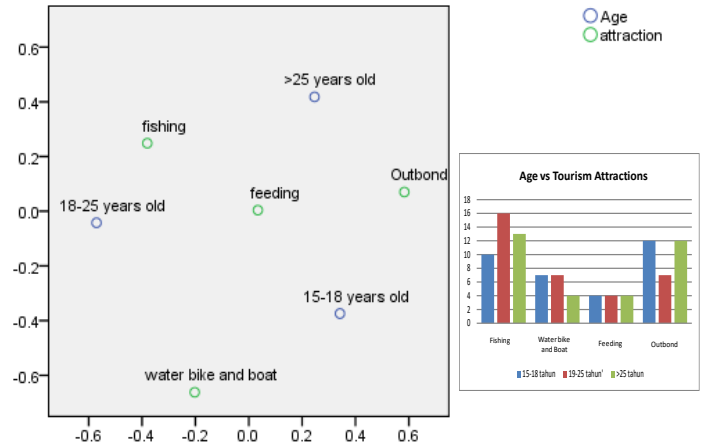 Age
attraction
0.6
>25 years old
0.4
fishing
0.2
Outbond
18-25 years old
feeding
0.0
-0.2
15-18 years old
-0.4
water bike and boat
-0.6
-0.6 -0.4 -0.2 0.0 0.2 0.4 0.6
Age vs Tourism Attractions
18
16
14
12
10
8
6
4
2
0
Fishing Water bike and Boat Feeding Outbond
15-18 tahun 19-25 tahun' >25 tahun